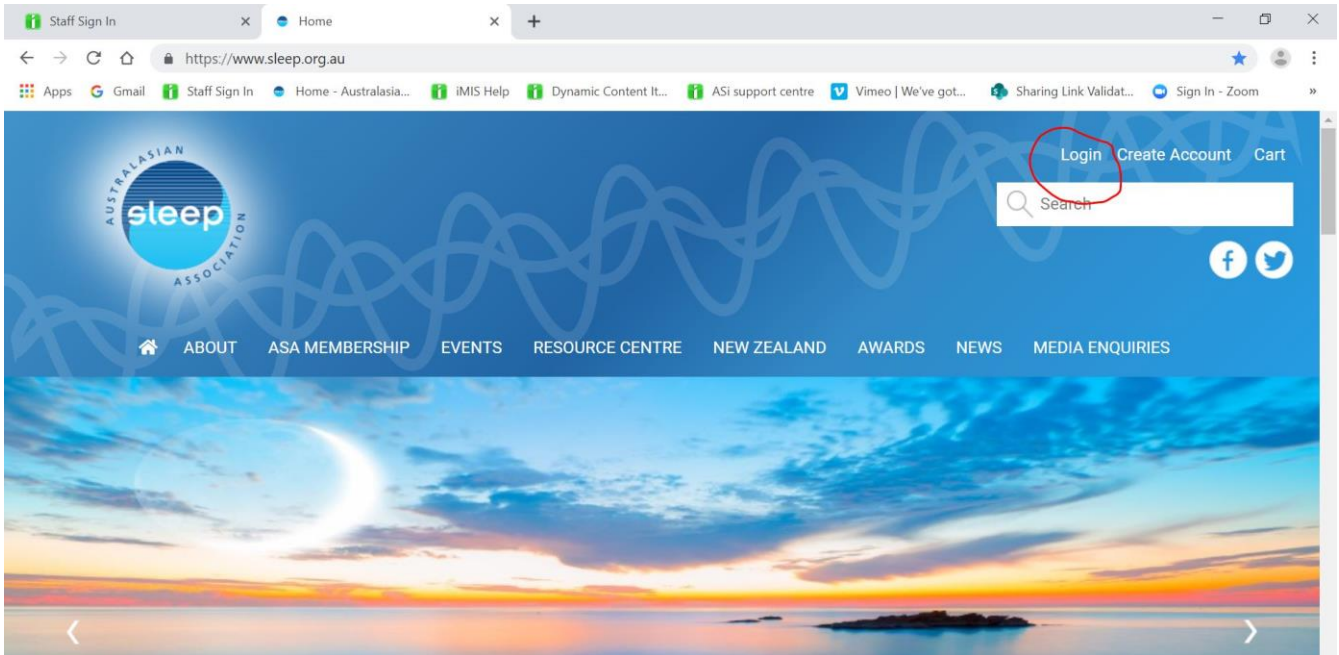 Staff Sign In Home
https://www.sleep.org.au
Apps Gmail Staff Sign In Home - Australasia... iMIS Help Dynamic Content It... ASi support centre Vimeo | We've got... Sharing Link Validat... Sign In - Zoom »
AUSTRALASIAN
sleep
ASSOCIATION
Login Create Account Cart
Search
ABOUT ASA MEMBERSHIP EVENTS RESOURCE CENTRE NEW ZEALAND AWARDS NEWS MEDIA ENQUIRIES